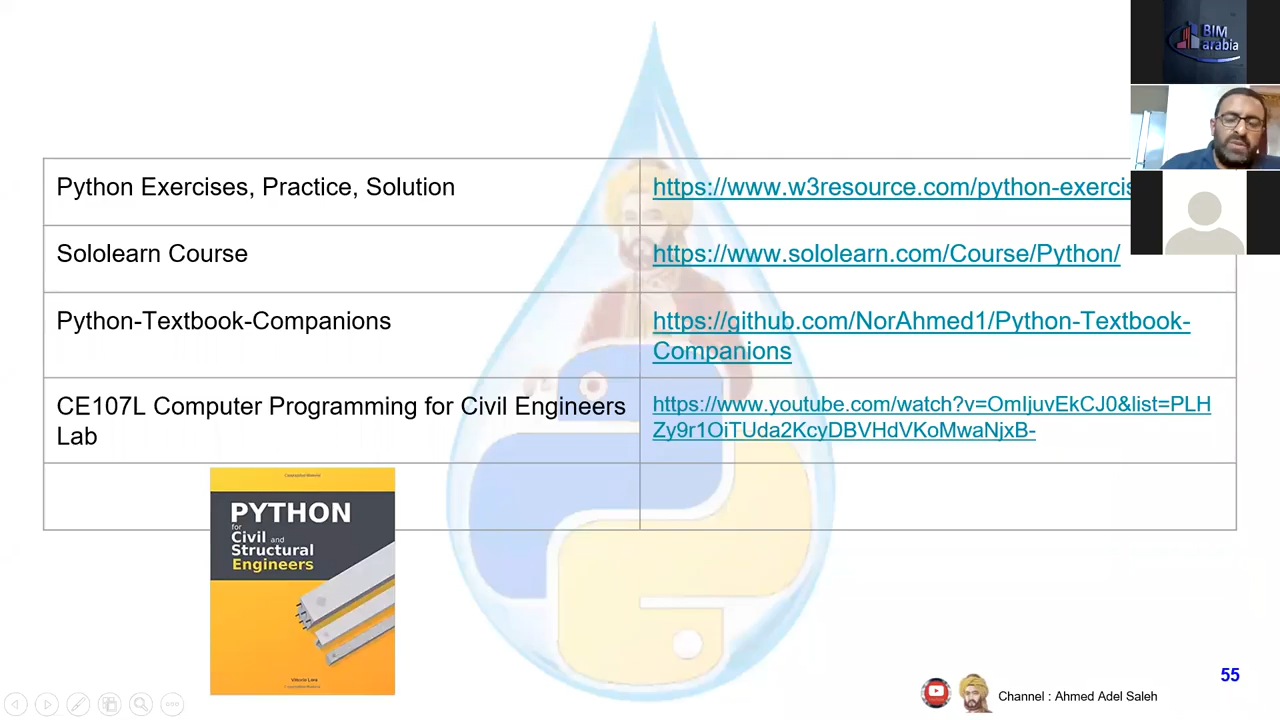 BIM
arabia
Python Exercises, Practice, Solution
https://www.w3resource.com/python-exercis
Sololearn Course
https://www.sololearn.com/Course/Python/
Python-Textbook-Companions
https://github.com/NorAhmed1/Python-Textbook-
Companions
CE107L Computer Programming for Civil Engineers
Lab
https://www.youtube.com/watch?v=OmIjuvEkCJ0&list=PLH
Zy9r1OiTUda2KcyDBVHdVKoMwaNjxB-
PYTHON
for
Civil and
Structural
Engineers
55
Channel : Ahmed Adel Saleh